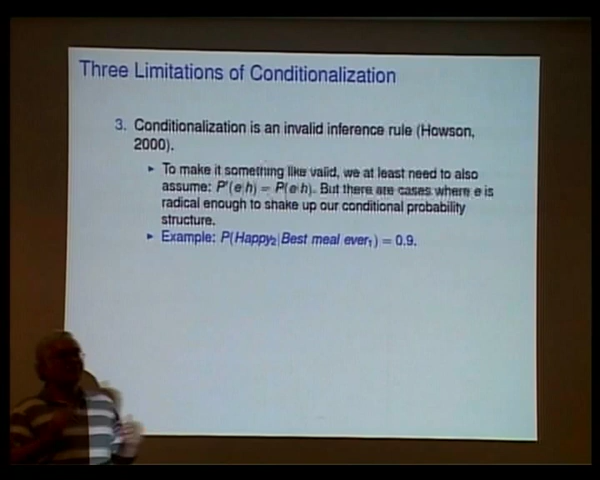 Three Limitations of Conditionalization
3. Conditionalization is an invalid inference rule (Howson,
2000).
▸ To make it something like valid, we at least need to also
assume: P′(e|h) = P(e|h). But there are cases where e is
radical enough to shake up our conditional probability
structure.
▸ Example: P(Happy₂|Best meal ever₁) = 0.9.